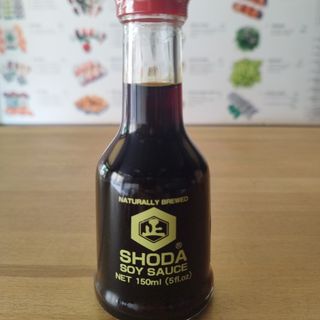 NATURALLY BREWED
正
SHODA®
SOY SAUCE
NET 150ml (5fl.oz)